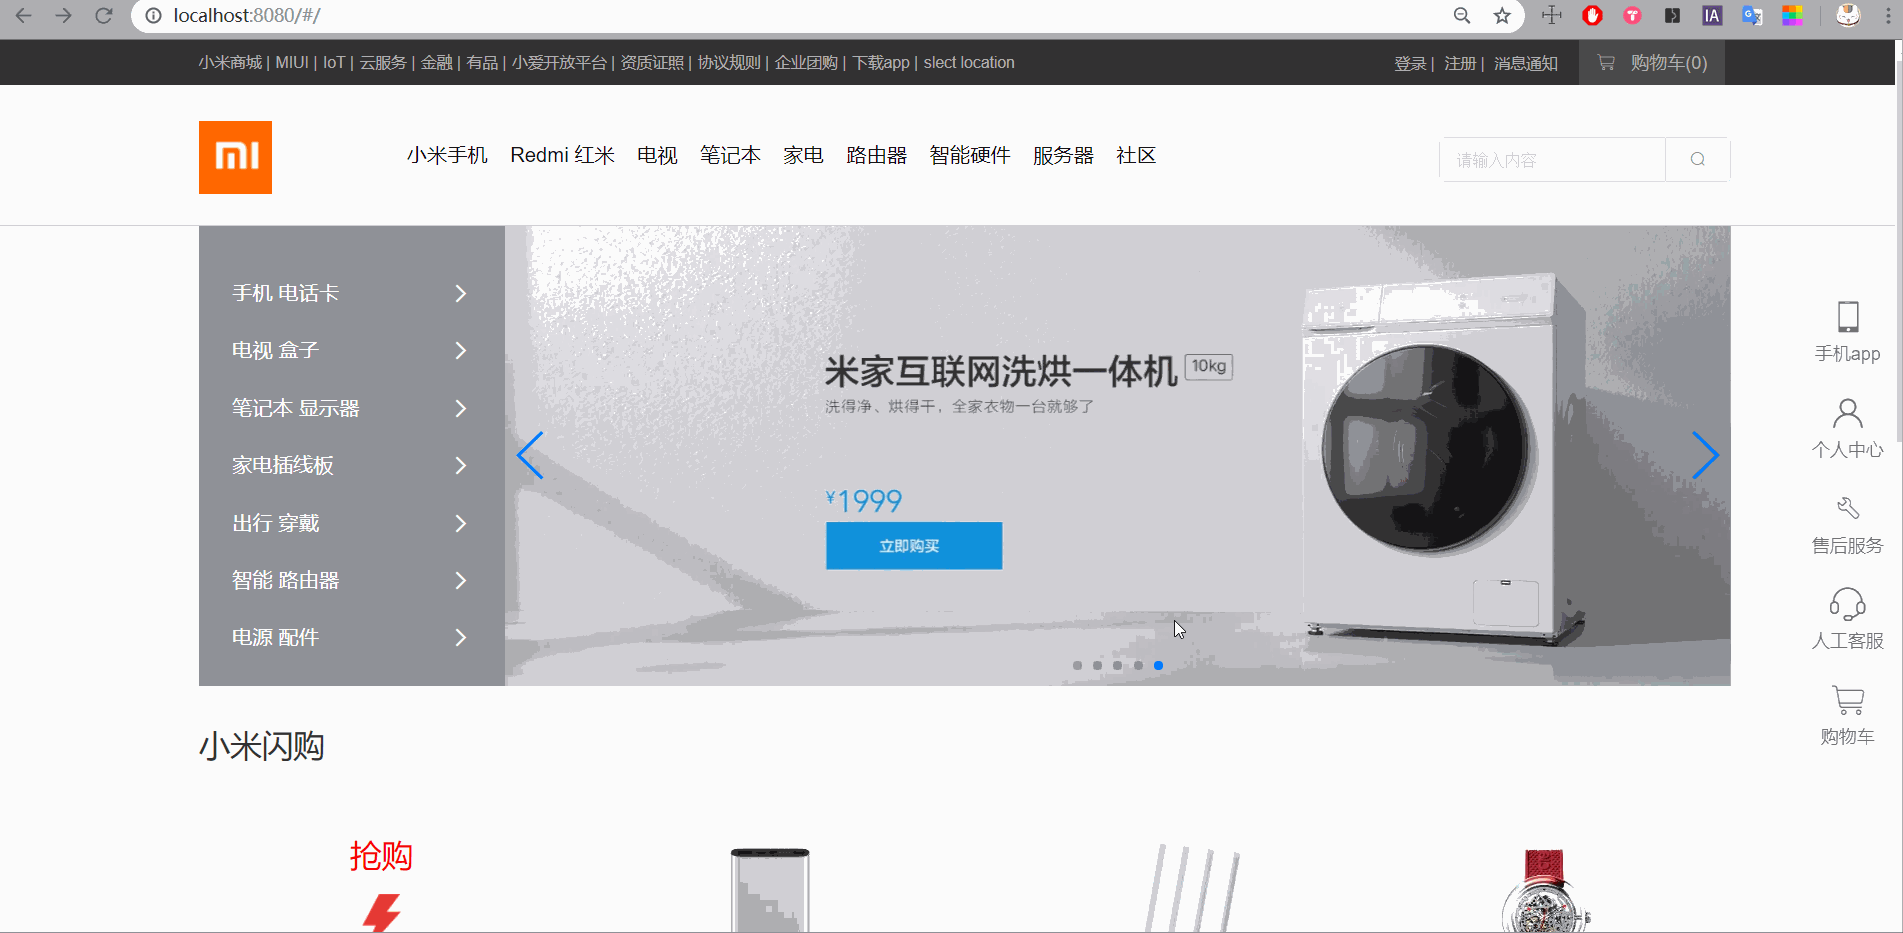 localhost:8080/#/
小米商城 | MIUI | IoT | 云服务 | 金融 | 有品 | 小爱开放平台 | 资质证照 | 协议规则 | 企业团购 | 下载app | slect location
登录 | 注册 | 消息通知
购物车(0)
小米手机 Redmi 红米 电视 笔记本 家电 路由器 智能硬件 服务器 社区
请输入内容
手机 电话卡
电视 盒子
笔记本 显示器
家电插线板
出行 穿戴
智能 路由器
电源 配件
米家互联网洗烘一体机 10kg
洗得净、烘得干，全家衣物一台就够了
¥1999
立即购买
手机app
个人中心
售后服务
人工客服
购物车
小米闪购
抢购